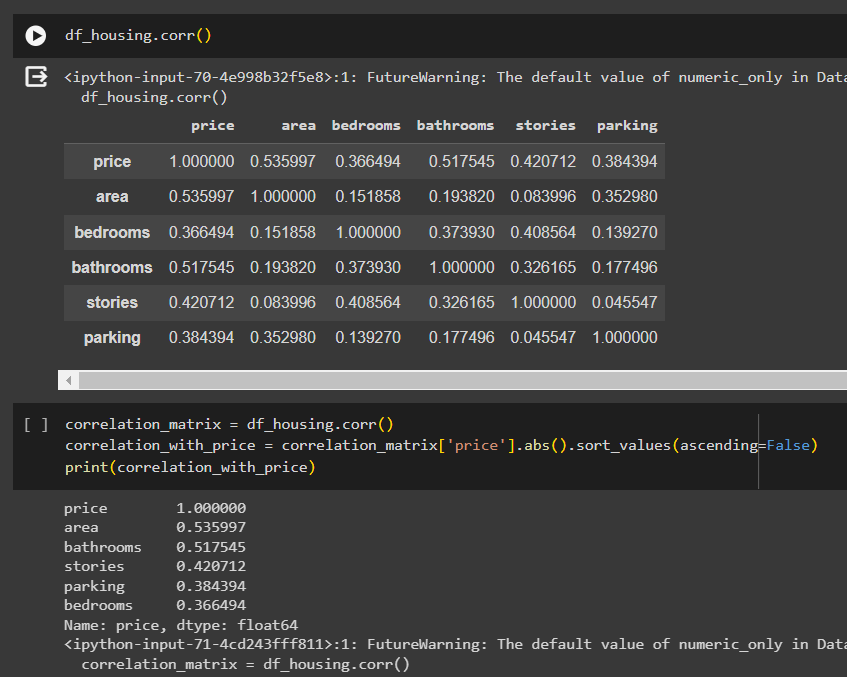 df_housing.corr()
<ipython-input-70-4e998b32f5e8>:1: FutureWarning: The default value of numeric_only in Data
df_housing.corr()
price area bedrooms bathrooms stories parking
price 1.000000 0.535997 0.366494 0.517545 0.420712 0.384394
area 0.535997 1.000000 0.151858 0.193820 0.083996 0.352980
bedrooms 0.366494 0.151858 1.000000 0.373930 0.408564 0.139270
bathrooms 0.517545 0.193820 0.373930 1.000000 0.326165 0.177496
stories 0.420712 0.083996 0.408564 0.326165 1.000000 0.045547
parking 0.384394 0.352980 0.139270 0.177496 0.045547 1.000000
[ ] correlation_matrix = df_housing.corr()
correlation_with_price = correlation_matrix['price'].abs().sort_values(ascending=False)
print(correlation_with_price)
price 1.000000
area 0.535997
bathrooms 0.517545
stories 0.420712
parking 0.384394
bedrooms 0.366494
Name: price, dtype: float64
<ipython-input-71-4cd243fff811>:1: FutureWarning: The default value of numeric_only in Data
correlation_matrix = df_housing.corr()